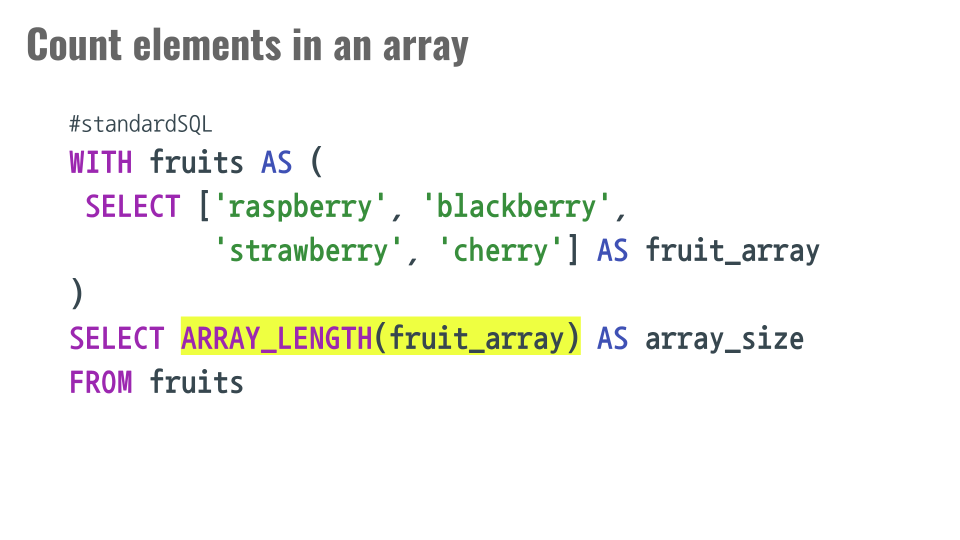 Count elements in an array
#standardSQL
WITH fruits AS (
SELECT ['raspberry', 'blackberry',
'strawberry', 'cherry'] AS fruit_array
)
SELECT ARRAY_LENGTH(fruit_array) AS array_size
FROM fruits